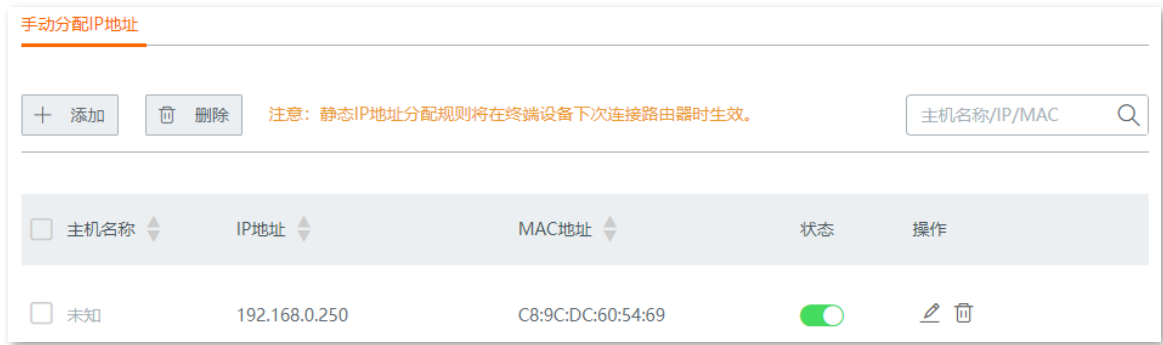 手动分配IP地址
添加 删除 注意：静态IP地址分配规则将在终端设备下次连接路由器时生效。 主机名称/IP/MAC
主机名称 IP地址 MAC地址 状态 操作
未知 192.168.0.250 C8:9C:DC:60:54:69